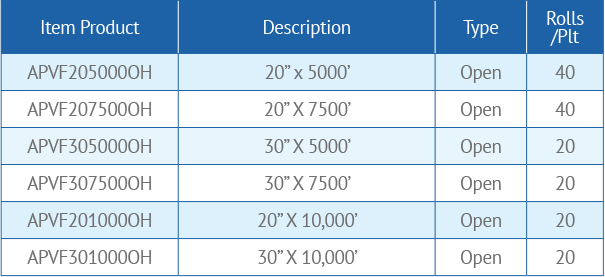 Item Product Description Type Rolls /Plt
APVF205000OH 20” x 5000’ Open 40
APVF207500OH 20” X 7500’ Open 40
APVF305000OH 30” X 5000’ Open 20
APVF307500OH 30” X 7500’ Open 20
APVF201000OH 20” X 10,000’ Open 20
APVF301000OH 30” X 10,000’ Open 20